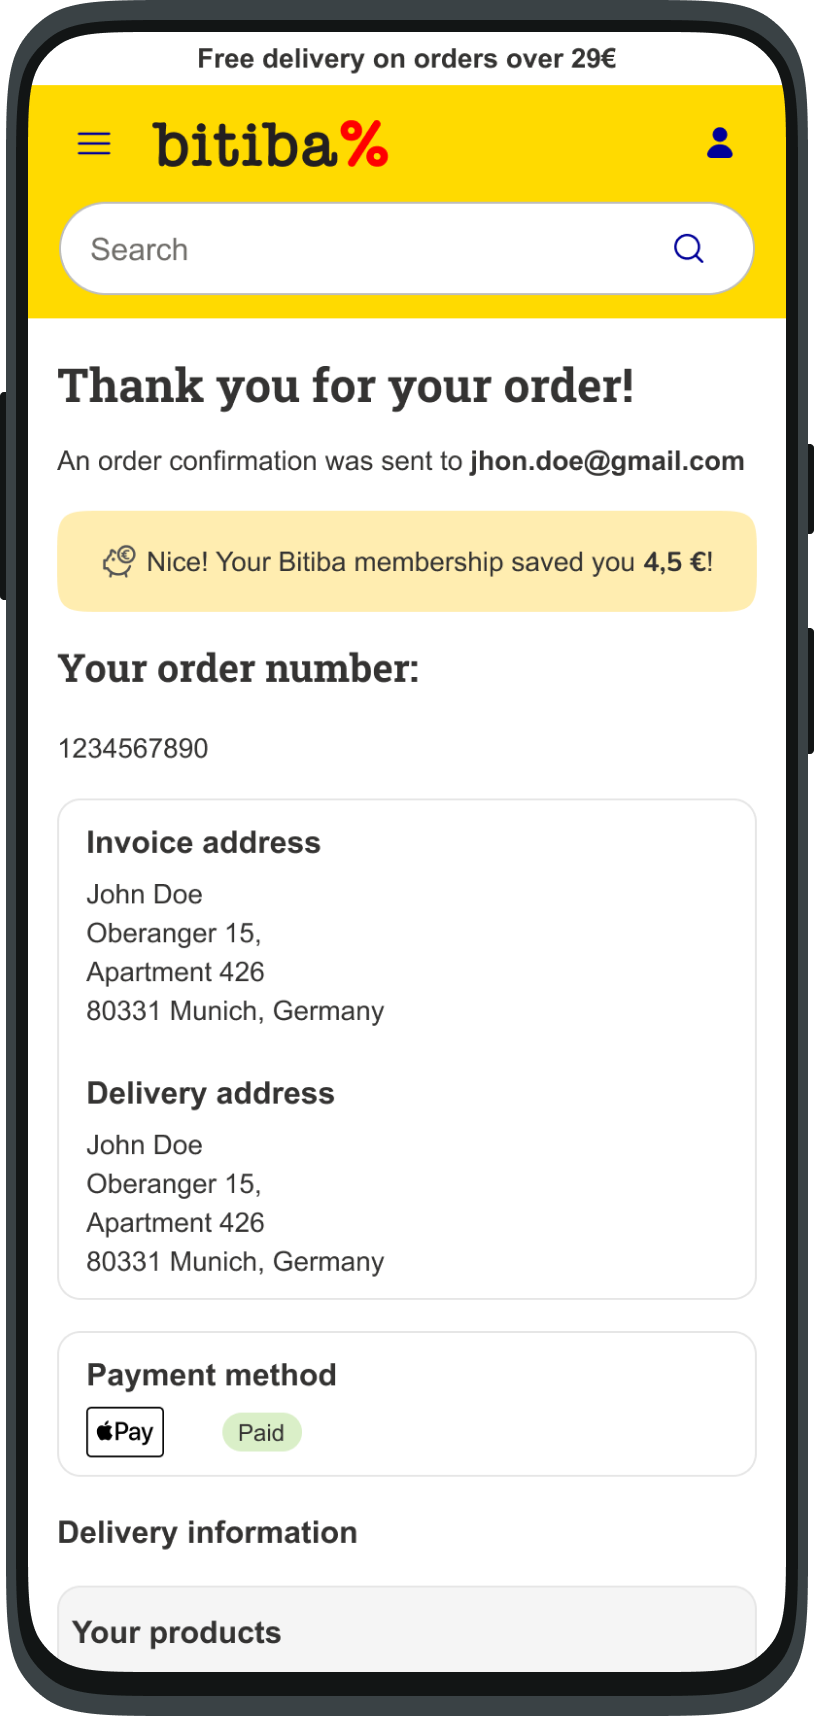 Free delivery on orders over 29€
bitiba%
Search
Thank you for your order!
An order confirmation was sent to jhon.doe@gmail.com
Nice! Your Bitiba membership saved you 4,5 €!
Your order number:
1234567890
Invoice address
John Doe
Oberanger 15,
Apartment 426
80331 Munich, Germany
Delivery address
John Doe
Oberanger 15,
Apartment 426
80331 Munich, Germany
Payment method
Pay
Paid
Delivery information
Your products